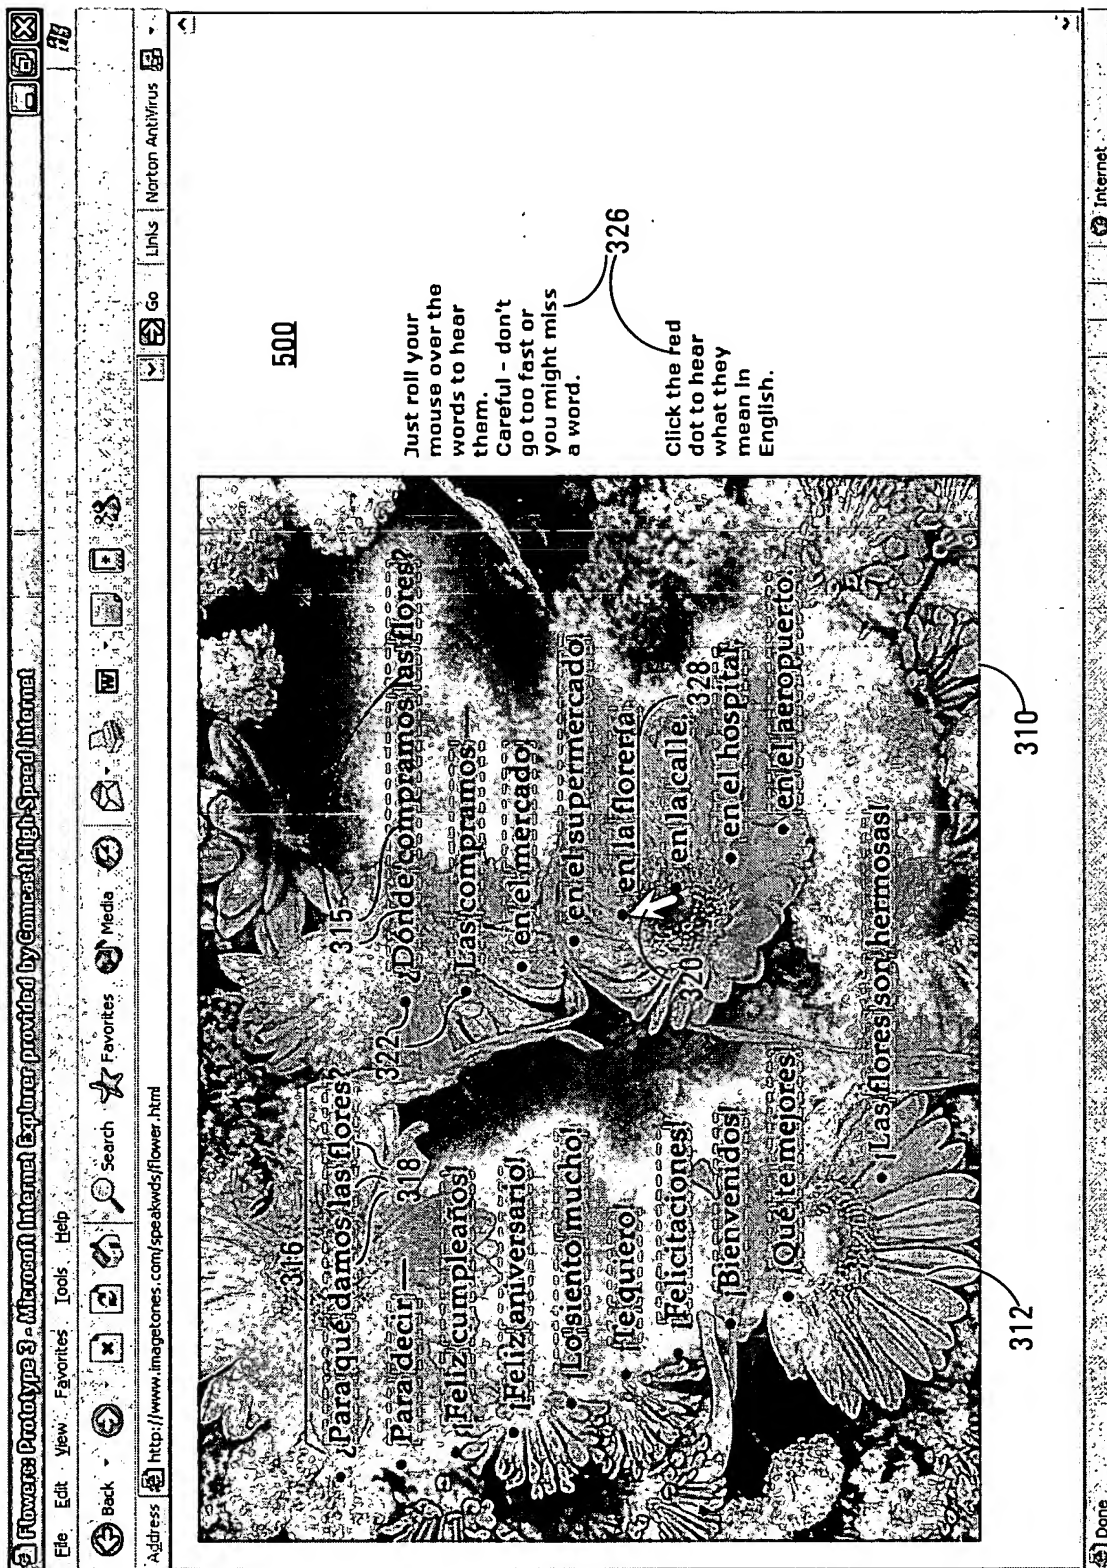 Flowers: Prototype 3 - Microsoft Internet Explorer provided by Comcast High-Speed Internet
File Edit View Favorites Tools Help
Back Search Favorites Media
Address http://www.imagetones.com/speakwds/flower.html Go Links Norton AntiVirus
500
316
315
¿Para qué damos las flores?
318
Para decir —
¡Feliz cumpleaños!
¡Feliz aniversario!
¡Lo siento mucho!
¡Te quiero!
¡Felicitaciones!
¡Bienvenidos!
¡Qué te mejores!
322
¿Dónde compramos las flores?
Las compramos —
en el mercado!
en el supermercado!
en la florería.
320
328
en la calle.
en el hospital.
en el aeropuerto!
¡Las flores son hermosas!
312
310
Just roll your
mouse over the
words to hear
them.
Careful - don't
go too fast or
you might miss
a word.
326
Click the red
dot to hear
what they
mean in
English.
Done Internet